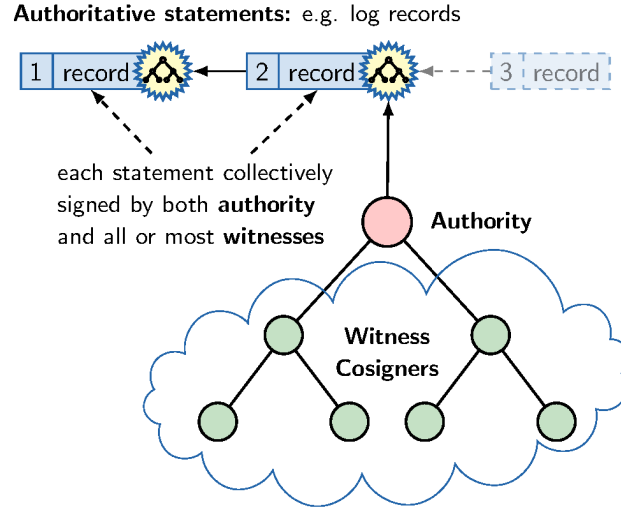 Authoritative statements: e.g. log records
1 record 2 record 3 record
each statement collectively
signed by both authority
and all or most witnesses
Authority
Witness
Cosigners